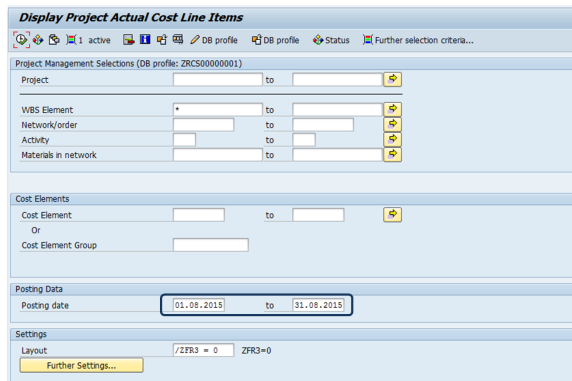 Display Project Actual Cost Line Items
1 active DB profile DB profile Status Further selection criteria...
Project Management Selections (DB profile: ZRCS00000001)
Project to
WBS Element * to
Network/order to
Activity to
Materials in network to
Cost Elements
Cost Element to
Or
Cost Element Group
Posting Data
Posting date 01.08.2015 to 31.08.2015
Settings
Layout /ZFR3 = 0 ZFR3=0
Further Settings...